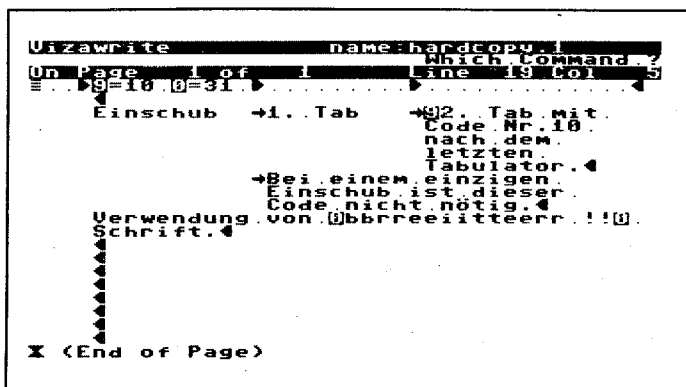 Vizawrite name:hardcopy.1
Which Command ?
On Page 1 of 1 Line 19 Col 5
9=10 0=31
Einschub →1. Tab →2. Tab mit
Code Nr.10
nach dem
letzten
Tabulator.
→Bei einem einzigen
Einschub ist dieser
Code nicht nötig.
Verwendung von bbrreeiitteerr !!
Schrift.
(End of Page)